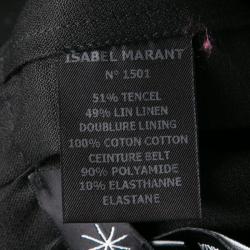 ISABEL MARANT
N° 1501
51% TENCEL
49% LIN LINEN
DOUBLURE LINING
100% COTON COTTON
CEINTURE BELT
90% POLYAMIDE
10% ELASTHANNE
ELASTANE